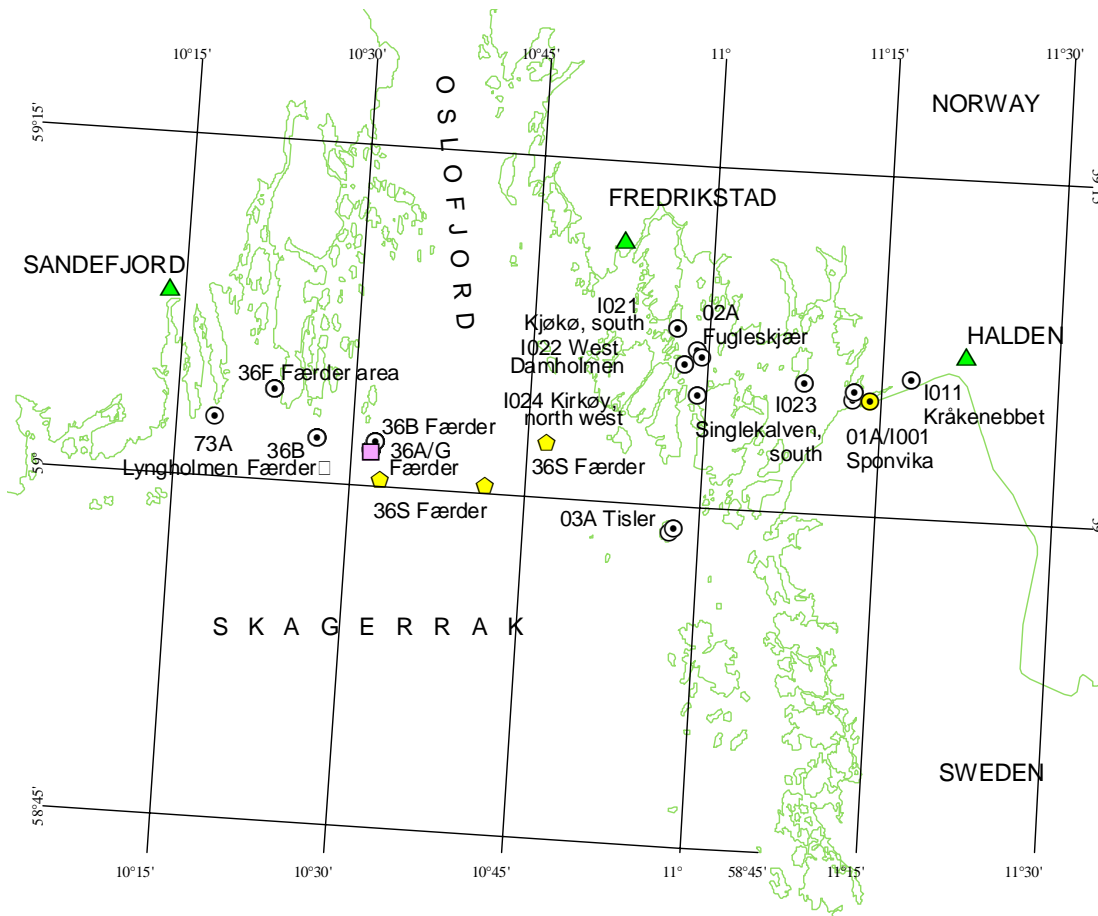 10°15'
10°30'
10°45'
11°
11°15'
11°30'
NORWAY
59°15'
OSLOFJORD
FREDRIKSTAD
SANDEFJORD
I021
Kjøkø, south
02A
Fugleskjær
I022 West
Damholmen
HALDEN
36F Færder area
I024 Kirkøy,
north west
I023
Singlekalven,
south
I011
Kråkenebbet
73A
Lyngholmen
36B
Færder
36B Færder
36A/G
Færder
01A/I001
Sponvika
59°
36S Færder
36S Færder
03A Tisler
SKAGERRAK
58°45'
SWEDEN
10°15'
10°30'
10°45'
11°
58°45'
11°15'
11°30'